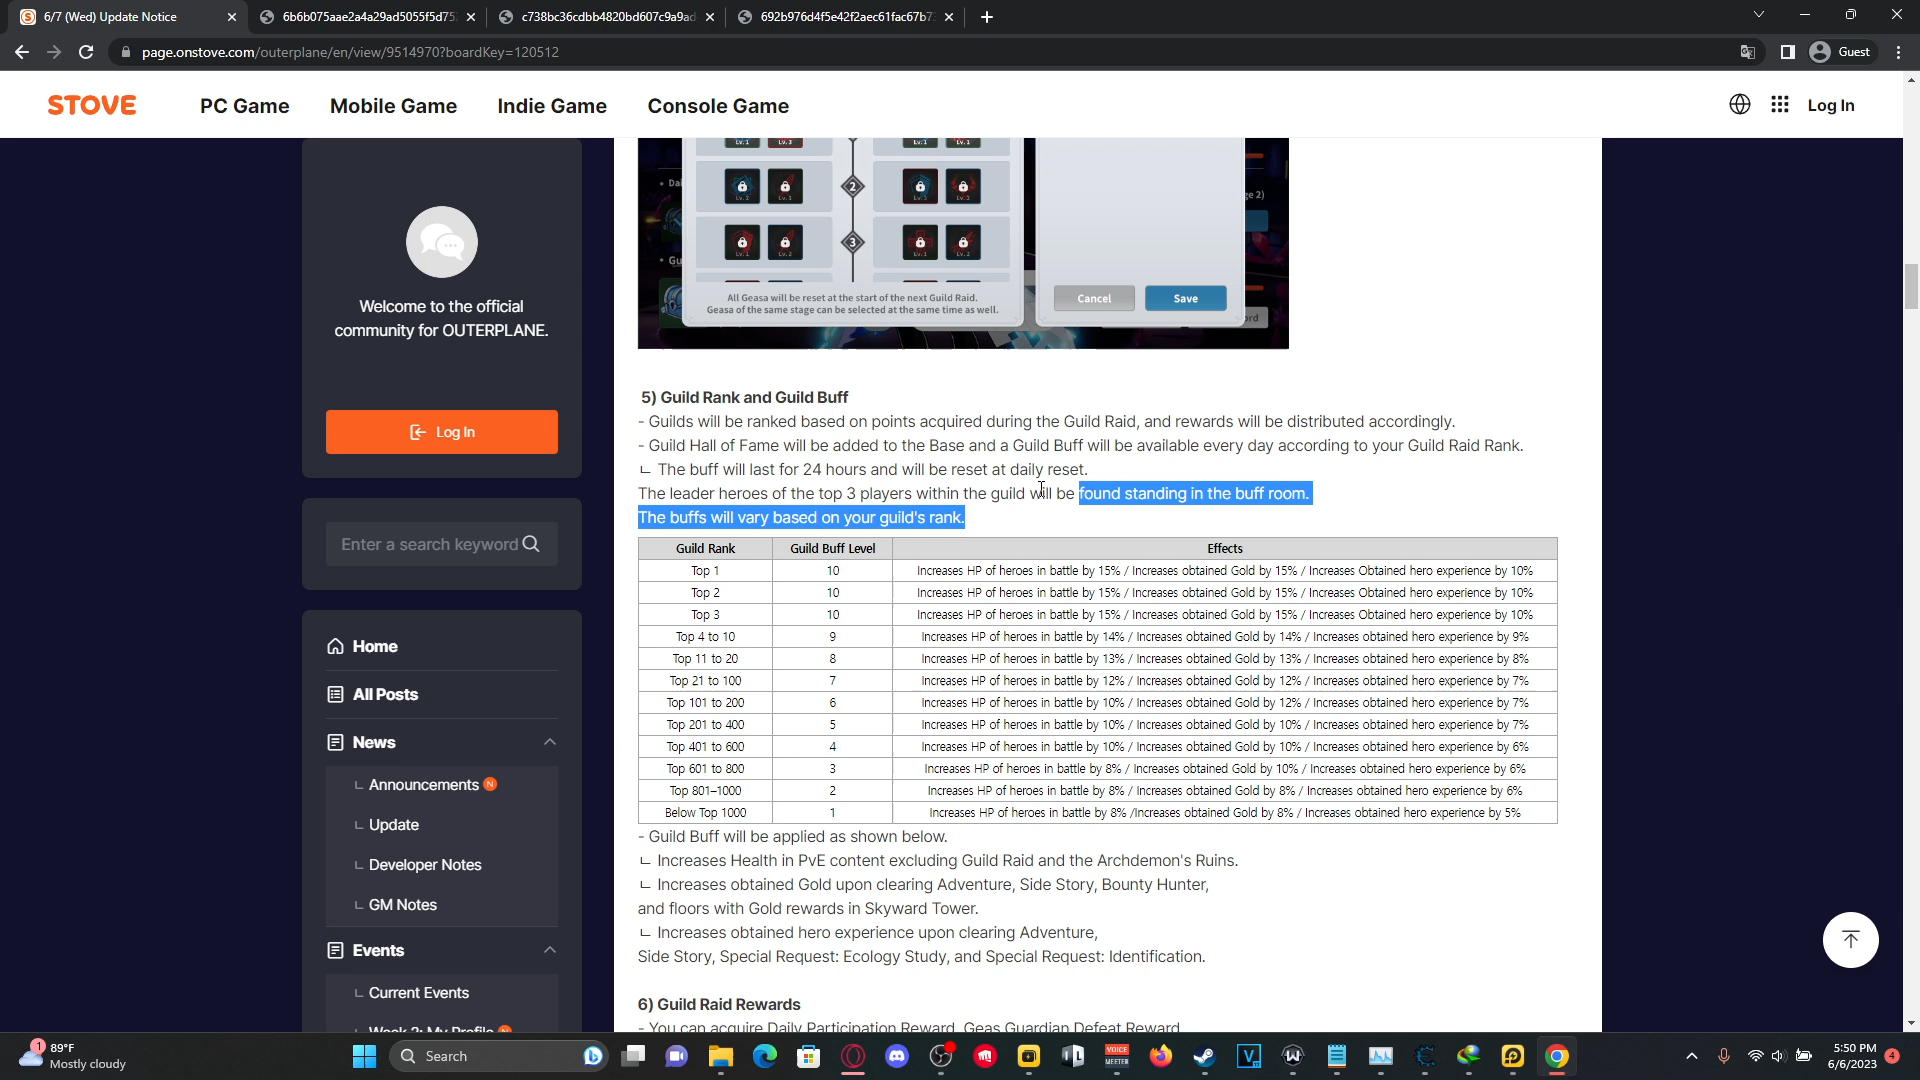 6/7 (Wed) Update Notice
6b6b075aae2a4a29ad5055f5d75
c738bc36cdbb4820bd607c9a9ad
692b976d4f5e42f2aec61fac67b7
page.onstove.com/outerplane/en/view/9514970?boardKey=120512
Guest
STOVE
PC Game
Mobile Game
Indie Game
Console Game
Log In
Welcome to the official
community for OUTERPLANE.
Log In
Enter a search keyword
Home
All Posts
News
Announcements N
Update
Developer Notes
GM Notes
Events
Current Events
2
3
All Geasa will be reset at the start of the next Guild Raid.
Geasa of the same stage can be selected at the same time as well.
Cancel
Save
5) Guild Rank and Guild Buff
- Guilds will be ranked based on points acquired during the Guild Raid, and rewards will be distributed accordingly.
- Guild Hall of Fame will be added to the Base and a Guild Buff will be available every day according to your Guild Raid Rank.
ㄴ The buff will last for 24 hours and will be reset at daily reset.
The leader heroes of the top 3 players within the guild will be found standing in the buff room.
The buffs will vary based on your guild's rank.
Guild Rank Guild Buff Level Effects
Top 1 10 Increases HP of heroes in battle by 15% / Increases obtained Gold by 15% / Increases Obtained hero experience by 10%
Top 2 10 Increases HP of heroes in battle by 15% / Increases obtained Gold by 15% / Increases Obtained hero experience by 10%
Top 3 10 Increases HP of heroes in battle by 15% / Increases obtained Gold by 15% / Increases Obtained hero experience by 10%
Top 4 to 10 9 Increases HP of heroes in battle by 14% / Increases obtained Gold by 14% / Increases obtained hero experience by 9%
Top 11 to 20 8 Increases HP of heroes in battle by 13% / Increases obtained Gold by 13% / Increases obtained hero experience by 8%
Top 21 to 100 7 Increases HP of heroes in battle by 12% / Increases obtained Gold by 12% / Increases obtained hero experience by 7%
Top 101 to 200 6 Increases HP of heroes in battle by 10% / Increases obtained Gold by 12% / Increases obtained hero experience by 7%
Top 201 to 400 5 Increases HP of heroes in battle by 10% / Increases obtained Gold by 10% / Increases obtained hero experience by 7%
Top 401 to 600 4 Increases HP of heroes in battle by 10% / Increases obtained Gold by 10% / Increases obtained hero experience by 6%
Top 601 to 800 3 Increases HP of heroes in battle by 8% / Increases obtained Gold by 10% / Increases obtained hero experience by 6%
Top 801–1000 2 Increases HP of heroes in battle by 8% / Increases obtained Gold by 8% / Increases obtained hero experience by 6%
Below Top 1000 1 Increases HP of heroes in battle by 8% /Increases obtained Gold by 8% / Increases obtained hero experience by 5%
- Guild Buff will be applied as shown below.
ㄴ Increases Health in PvE content excluding Guild Raid and the Archdemon's Ruins.
ㄴ Increases obtained Gold upon clearing Adventure, Side Story, Bounty Hunter,
and floors with Gold rewards in Skyward Tower.
ㄴ Increases obtained hero experience upon clearing Adventure,
Side Story, Special Request: Ecology Study, and Special Request: Identification.
6) Guild Raid Rewards
- You can acquire Daily Participation Reward, Geas Guardian Defeat Reward
1
89°F
Mostly cloudy
Search
VOICE
MEETER
5:50 PM
6/6/2023
4